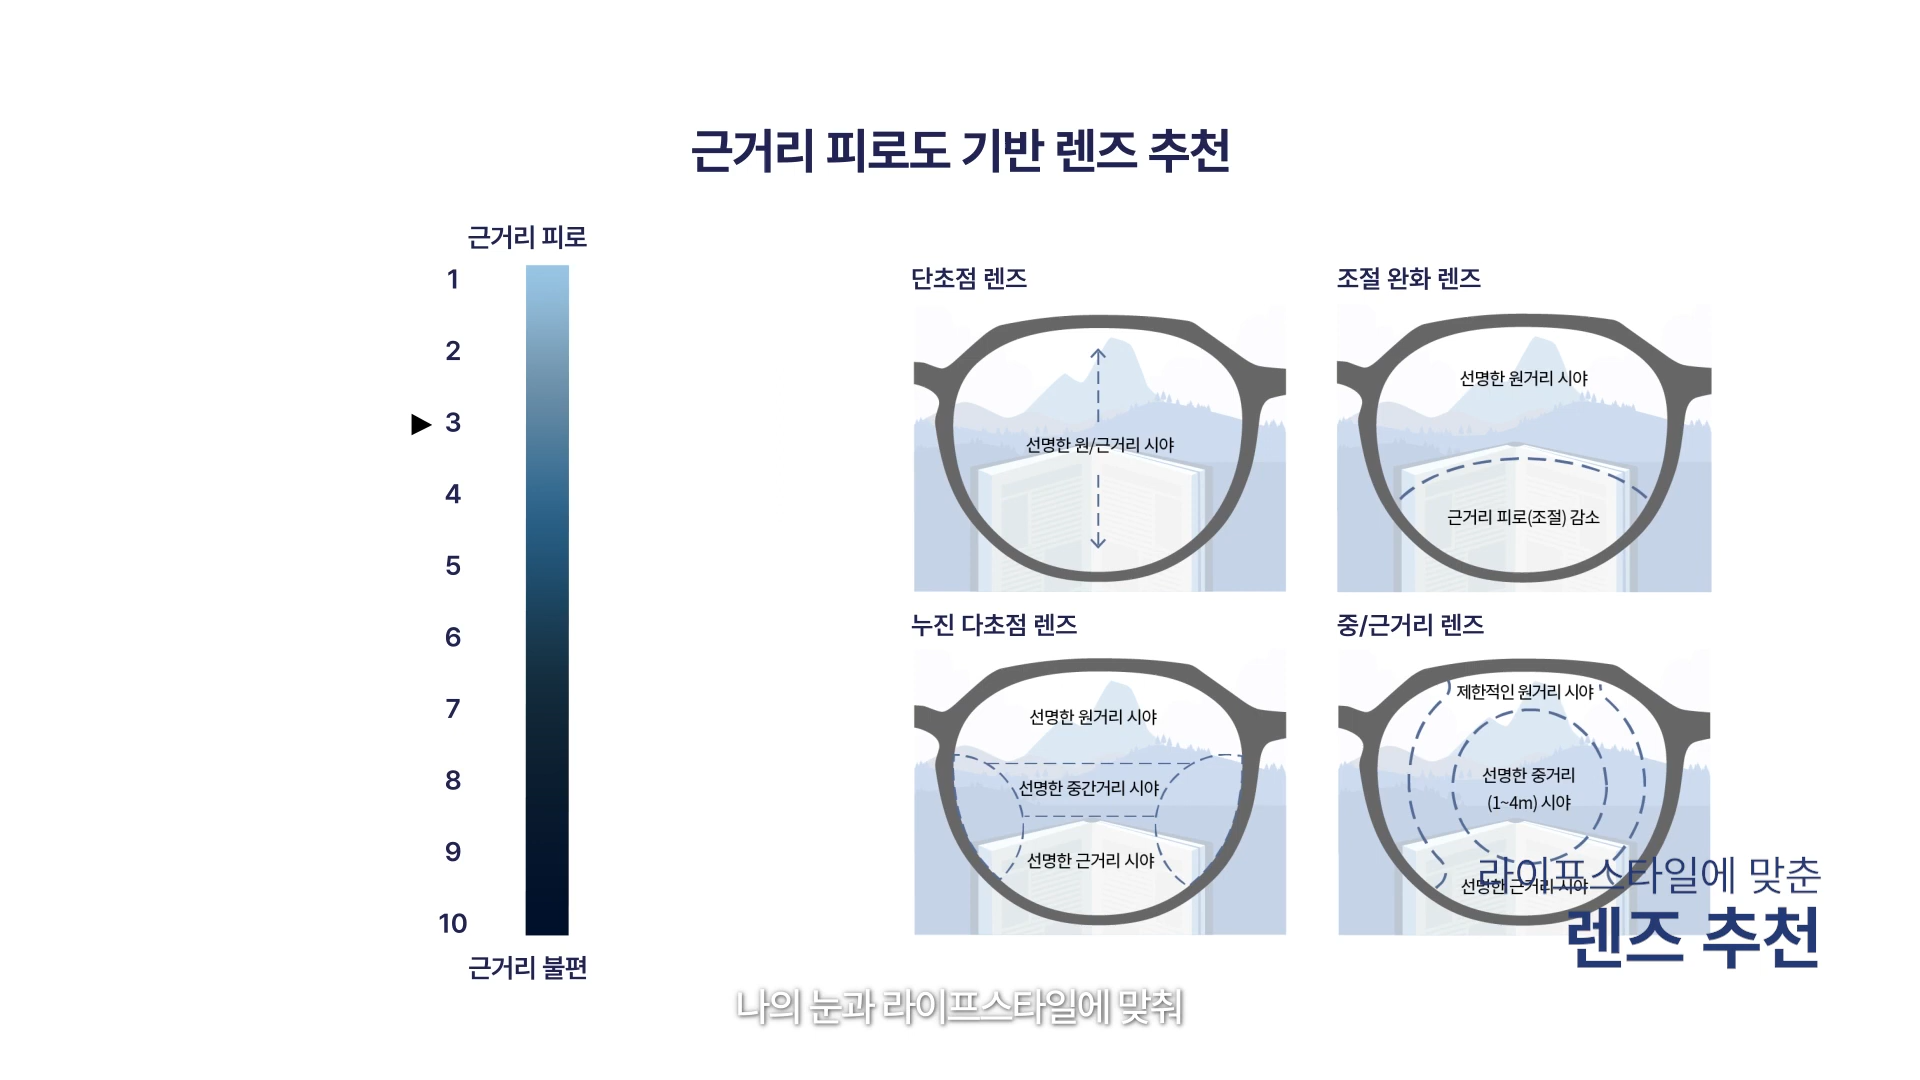 근거리 피로도 기반 렌즈 추천
근거리 피로
1
2
▶ 3
4
5
6
7
8
9
10
근거리 불편
단초점 렌즈
선명한 원/근거리 시야
조절 완화 렌즈
선명한 원거리 시야
근거리 피로(조절) 감소
누진 다초점 렌즈
선명한 원거리 시야
선명한 중간거리 시야
선명한 근거리 시야
중/근거리 렌즈
제한적인 원거리 시야
선명한 중거리
(1~4m) 시야
선명한 근거리 시야
라이프스타일에 맞춘
렌즈 추천
나의 눈과 라이프스타일에 맞춰